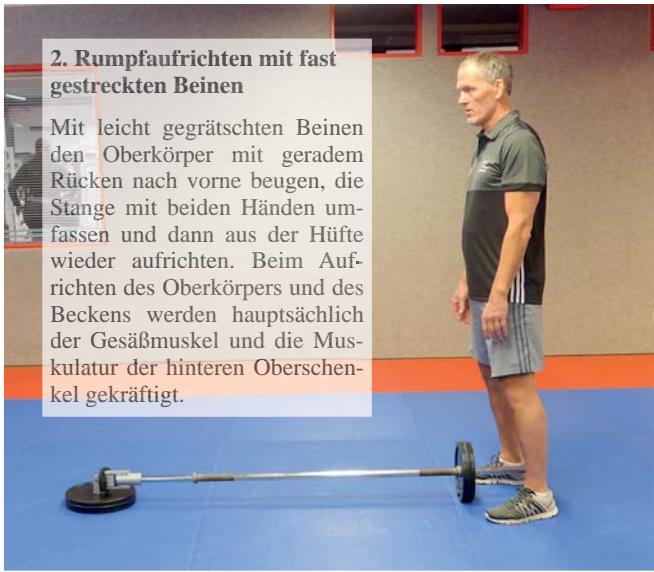 2. Rumpfaufrichten mit fast
gestreckten Beinen
Mit leicht gegrätschten Beinen
den Oberkörper mit geradem
Rücken nach vorne beugen, die
Stange mit beiden Händen um-
fassen und dann aus der Hüfte
wieder aufrichten. Beim Auf-
richten des Oberkörpers und des
Beckens werden hauptsächlich
der Gesäßmuskel und die Mus-
kulatur der hinteren Oberschen-
kel gekräftigt.